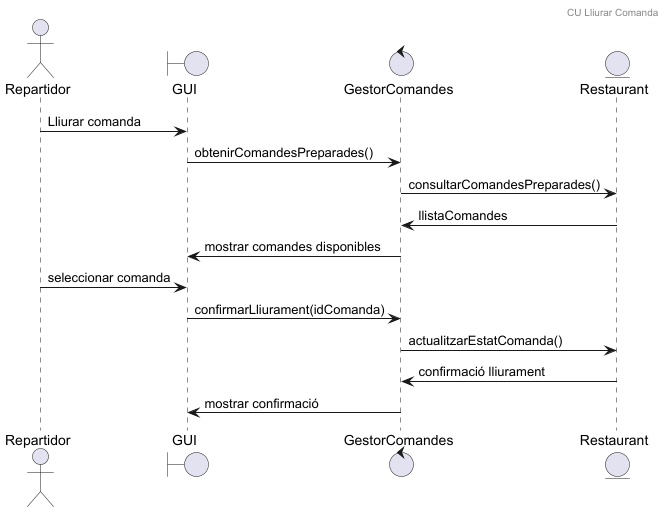 CU Lliurar Comanda
Repartidor
GUI
GestorComandes
Restaurant
Lliurar comanda
obtenirComandesPreparades()
consultarComandesPreparades()
llistaComandes
mostrar comandes disponibles
seleccionar comanda
confirmarLliurament(idComanda)
actualitzarEstatComanda()
confirmació lliurament
mostrar confirmació
Repartidor
GUI
GestorComandes
Restaurant